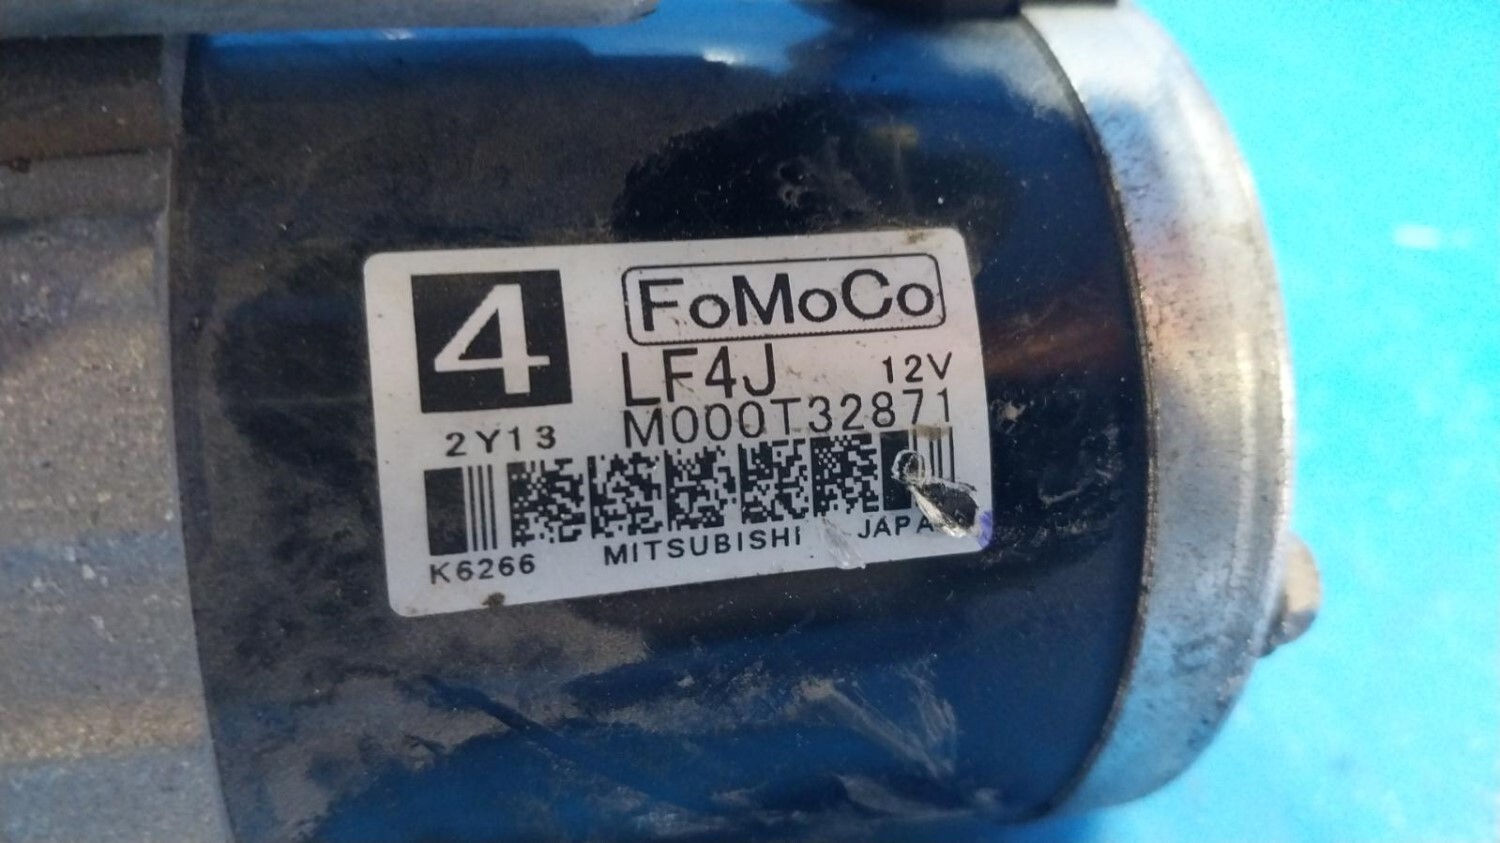 4
FoMoCo
LF4J 12V
M000T32871
2Y13
K6266 MITSUBISHI